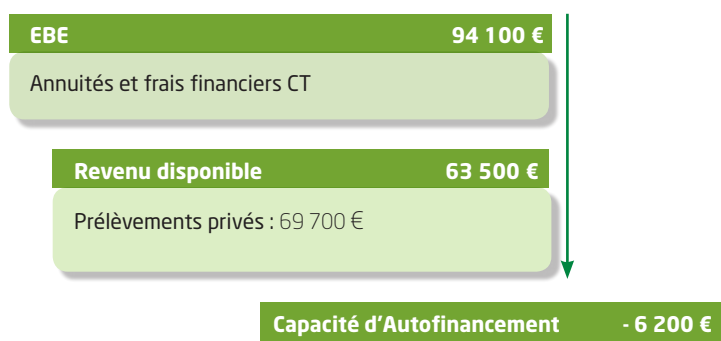 EBE 94 100 €
Annuités et frais financiers CT
Revenu disponible 63 500 €
Prélèvements privés : 69 700 €
Capacité d'Autofinancement - 6 200 €